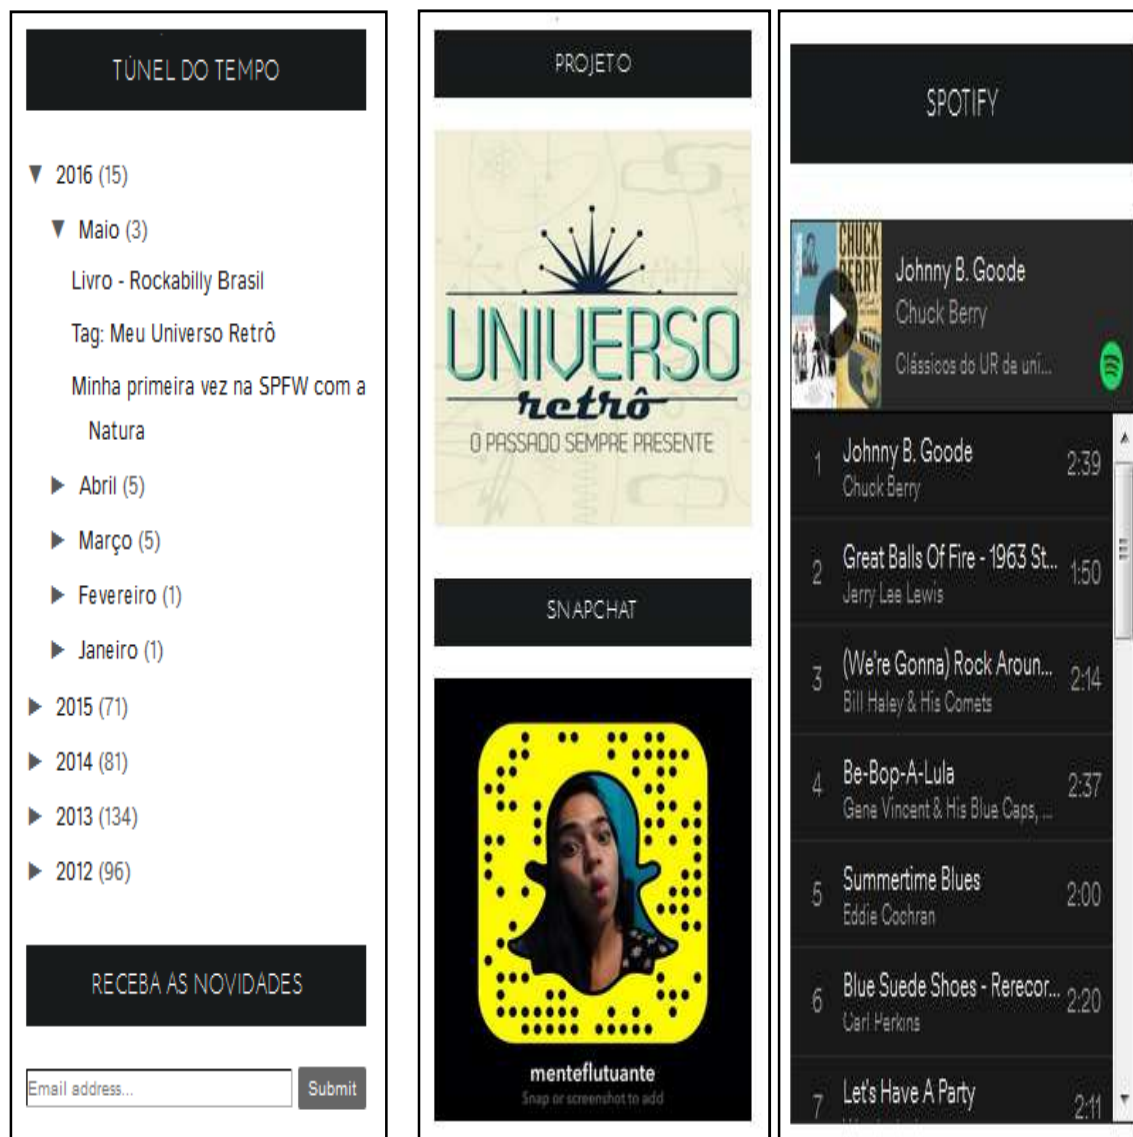 TÚNEL DO TEMPO
▼ 2016 (15)
▼ Maio (3)
Livro - Rockabilly Brasil
Tag: Meu Universo Retrô
Minha primeira vez na SPFW com a
Natura
► Abril (5)
► Março (5)
► Fevereiro (1)
► Janeiro (1)
► 2015 (71)
► 2014 (81)
► 2013 (134)
► 2012 (96)
RECEBA AS NOVIDADES
Email address...
Submit
PROJETO
UNIVERSO
retrô
O PASSADO SEMPRE PRESENTE
SNAPCHAT
menteflutuante
Snap or screenshot to add
SPOTIFY
CHUCK
BERRY
Johnny B. Goode
Chuck Berry
Clássicos do UR de uni...
1 Johnny B. Goode 2:39
Chuck Berry
2 Great Balls Of Fire - 1963 St... 1:50
Jerry Lee Lewis
3 (We're Gonna) Rock Aroun... 2:14
Bill Haley & His Comets
4 Be-Bop-A-Lula 2:37
Gene Vincent & His Blue Caps, ...
5 Summertime Blues 2:00
Eddie Cochran
6 Blue Suede Shoes - Rerecor... 2:20
Carl Perkins
7 Let's Have A Party 2:11